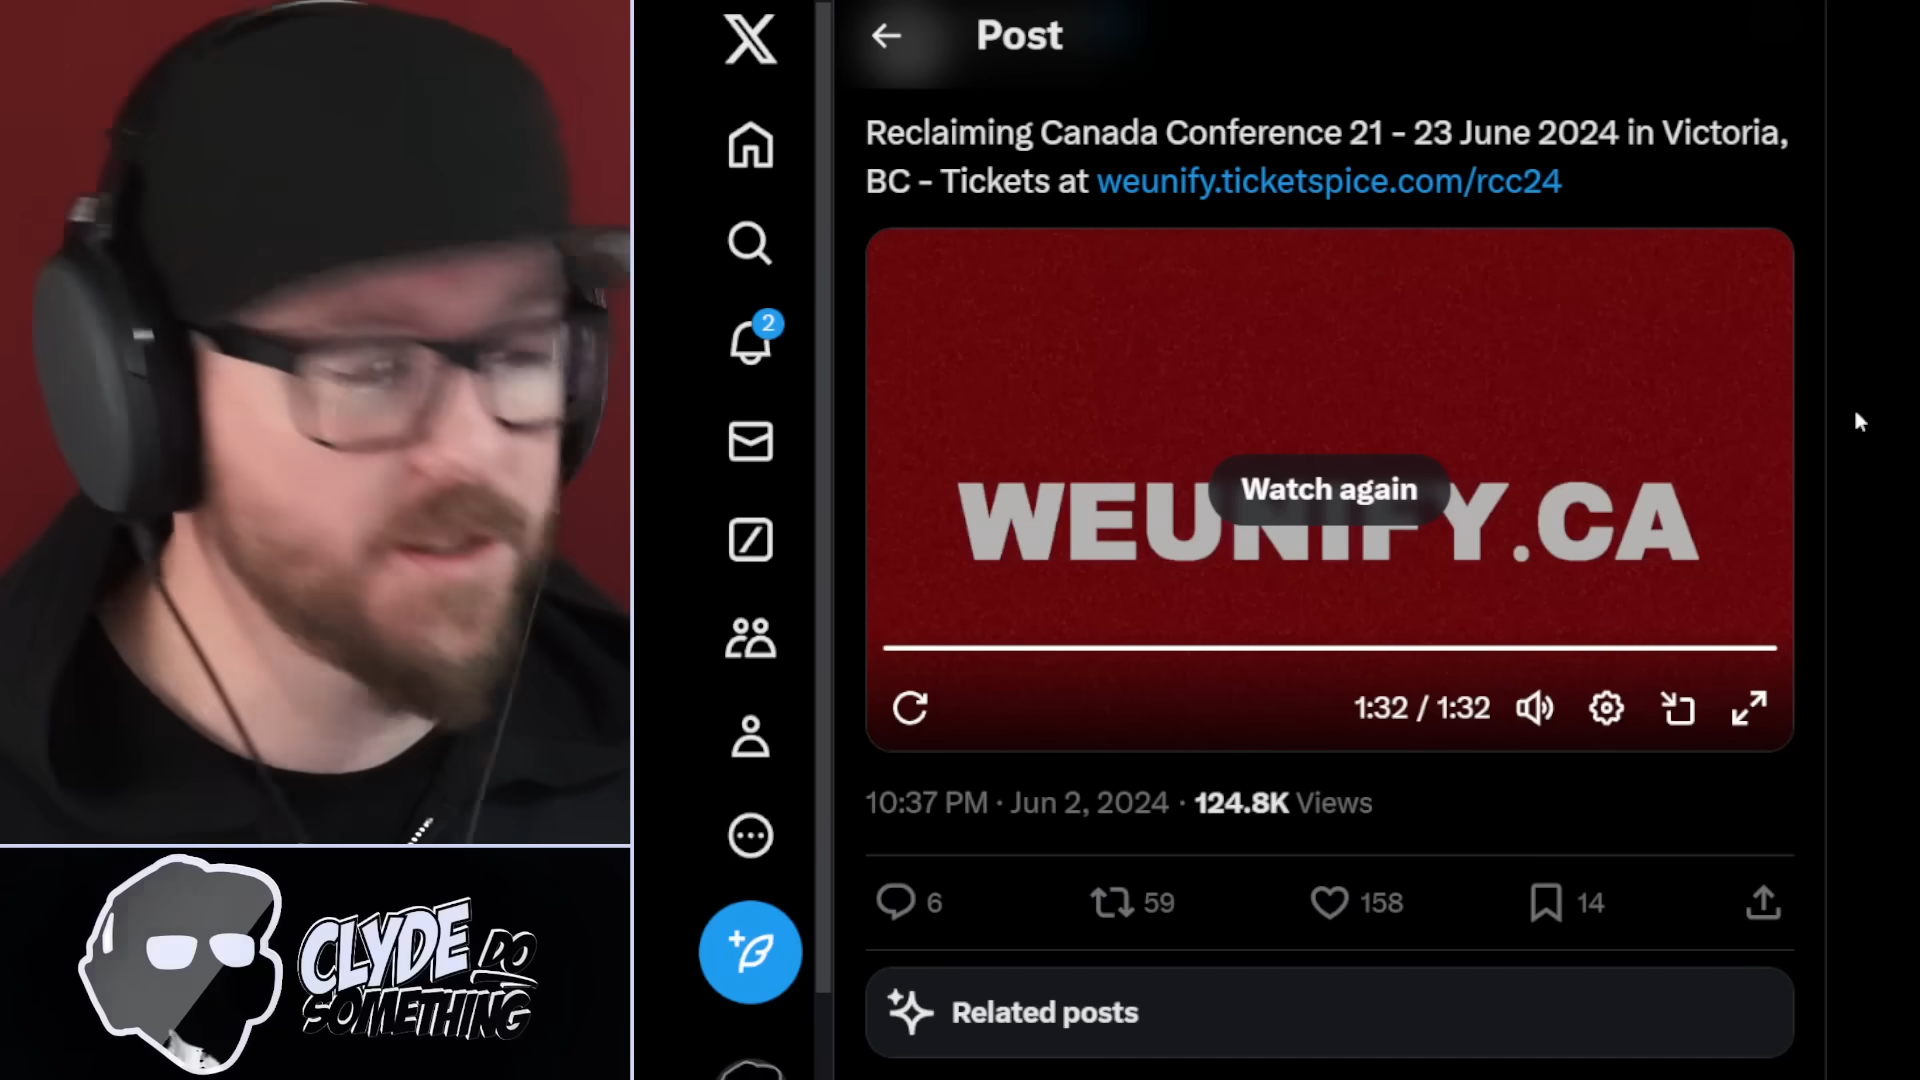 Post
Reclaiming Canada Conference 21 - 23 June 2024 in Victoria,
BC - Tickets at weunify.ticketspice.com/rcc24
2
Watch again
WEUNIFY.CA
1:32 / 1:32
10:37 PM · Jun 2, 2024 · 124.8K Views
6 59 158 14
Related posts
CLYDE DO
SOMETHING